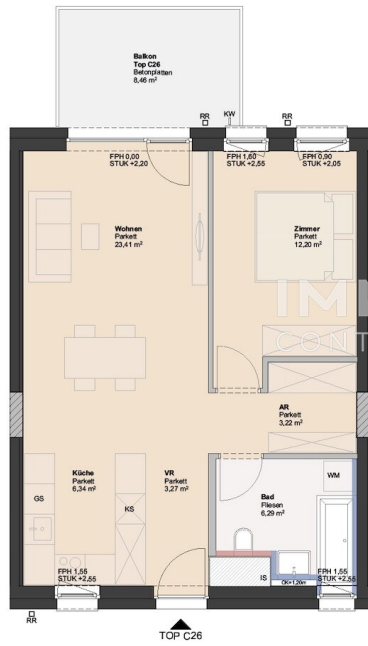 Balkon
Top C26
Betonplatten
8,46 m²
RR
KW
RR
FPH 0,00
STUK +2,20
FPH 1,60
STUK +2,55
FPH 0,90
STUK +2,05
Wohnen
Parkett
23,41 m²
Zimmer
Parkett
12,20 m²
IM
CONT
AR
Parkett
3,22 m²
Küche
Parkett
6,34 m²
VR
Parkett
3,27 m²
Bad
Fliesen
6,29 m²
WM
GS
KS
FPH 1,55
STUK +2,55
IS
OK=1,20m
FPH 1,55
STUK +2,55
RR
TOP C26